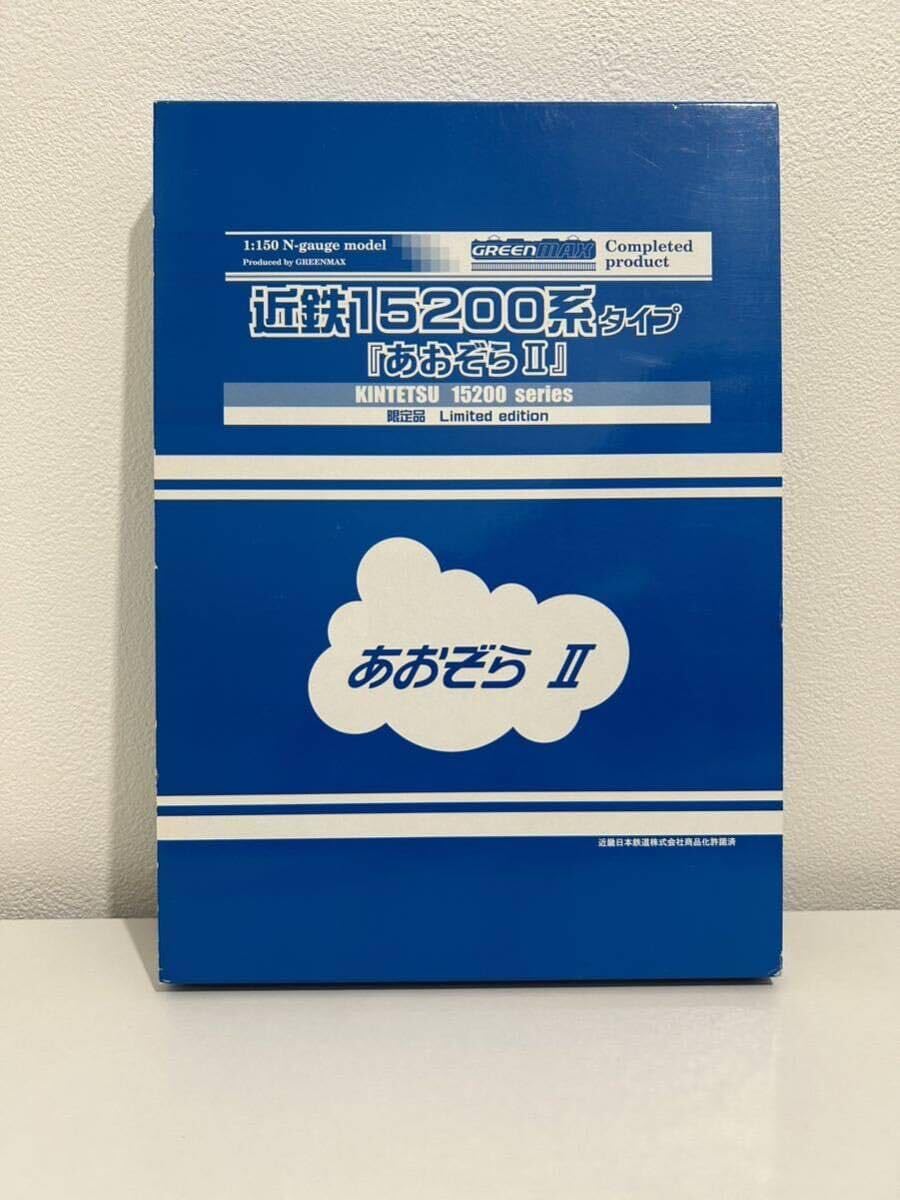 1:150 N-gauge model
Produced by GREENMAX
GREENMAX
Completed
product
近鉄15200系タイプ
『あおぞらⅡ』
KINTETSU 15200 series
限定品 Limited edition
あおぞら Ⅱ
近畿日本鉄道株式会社商品化許諾済